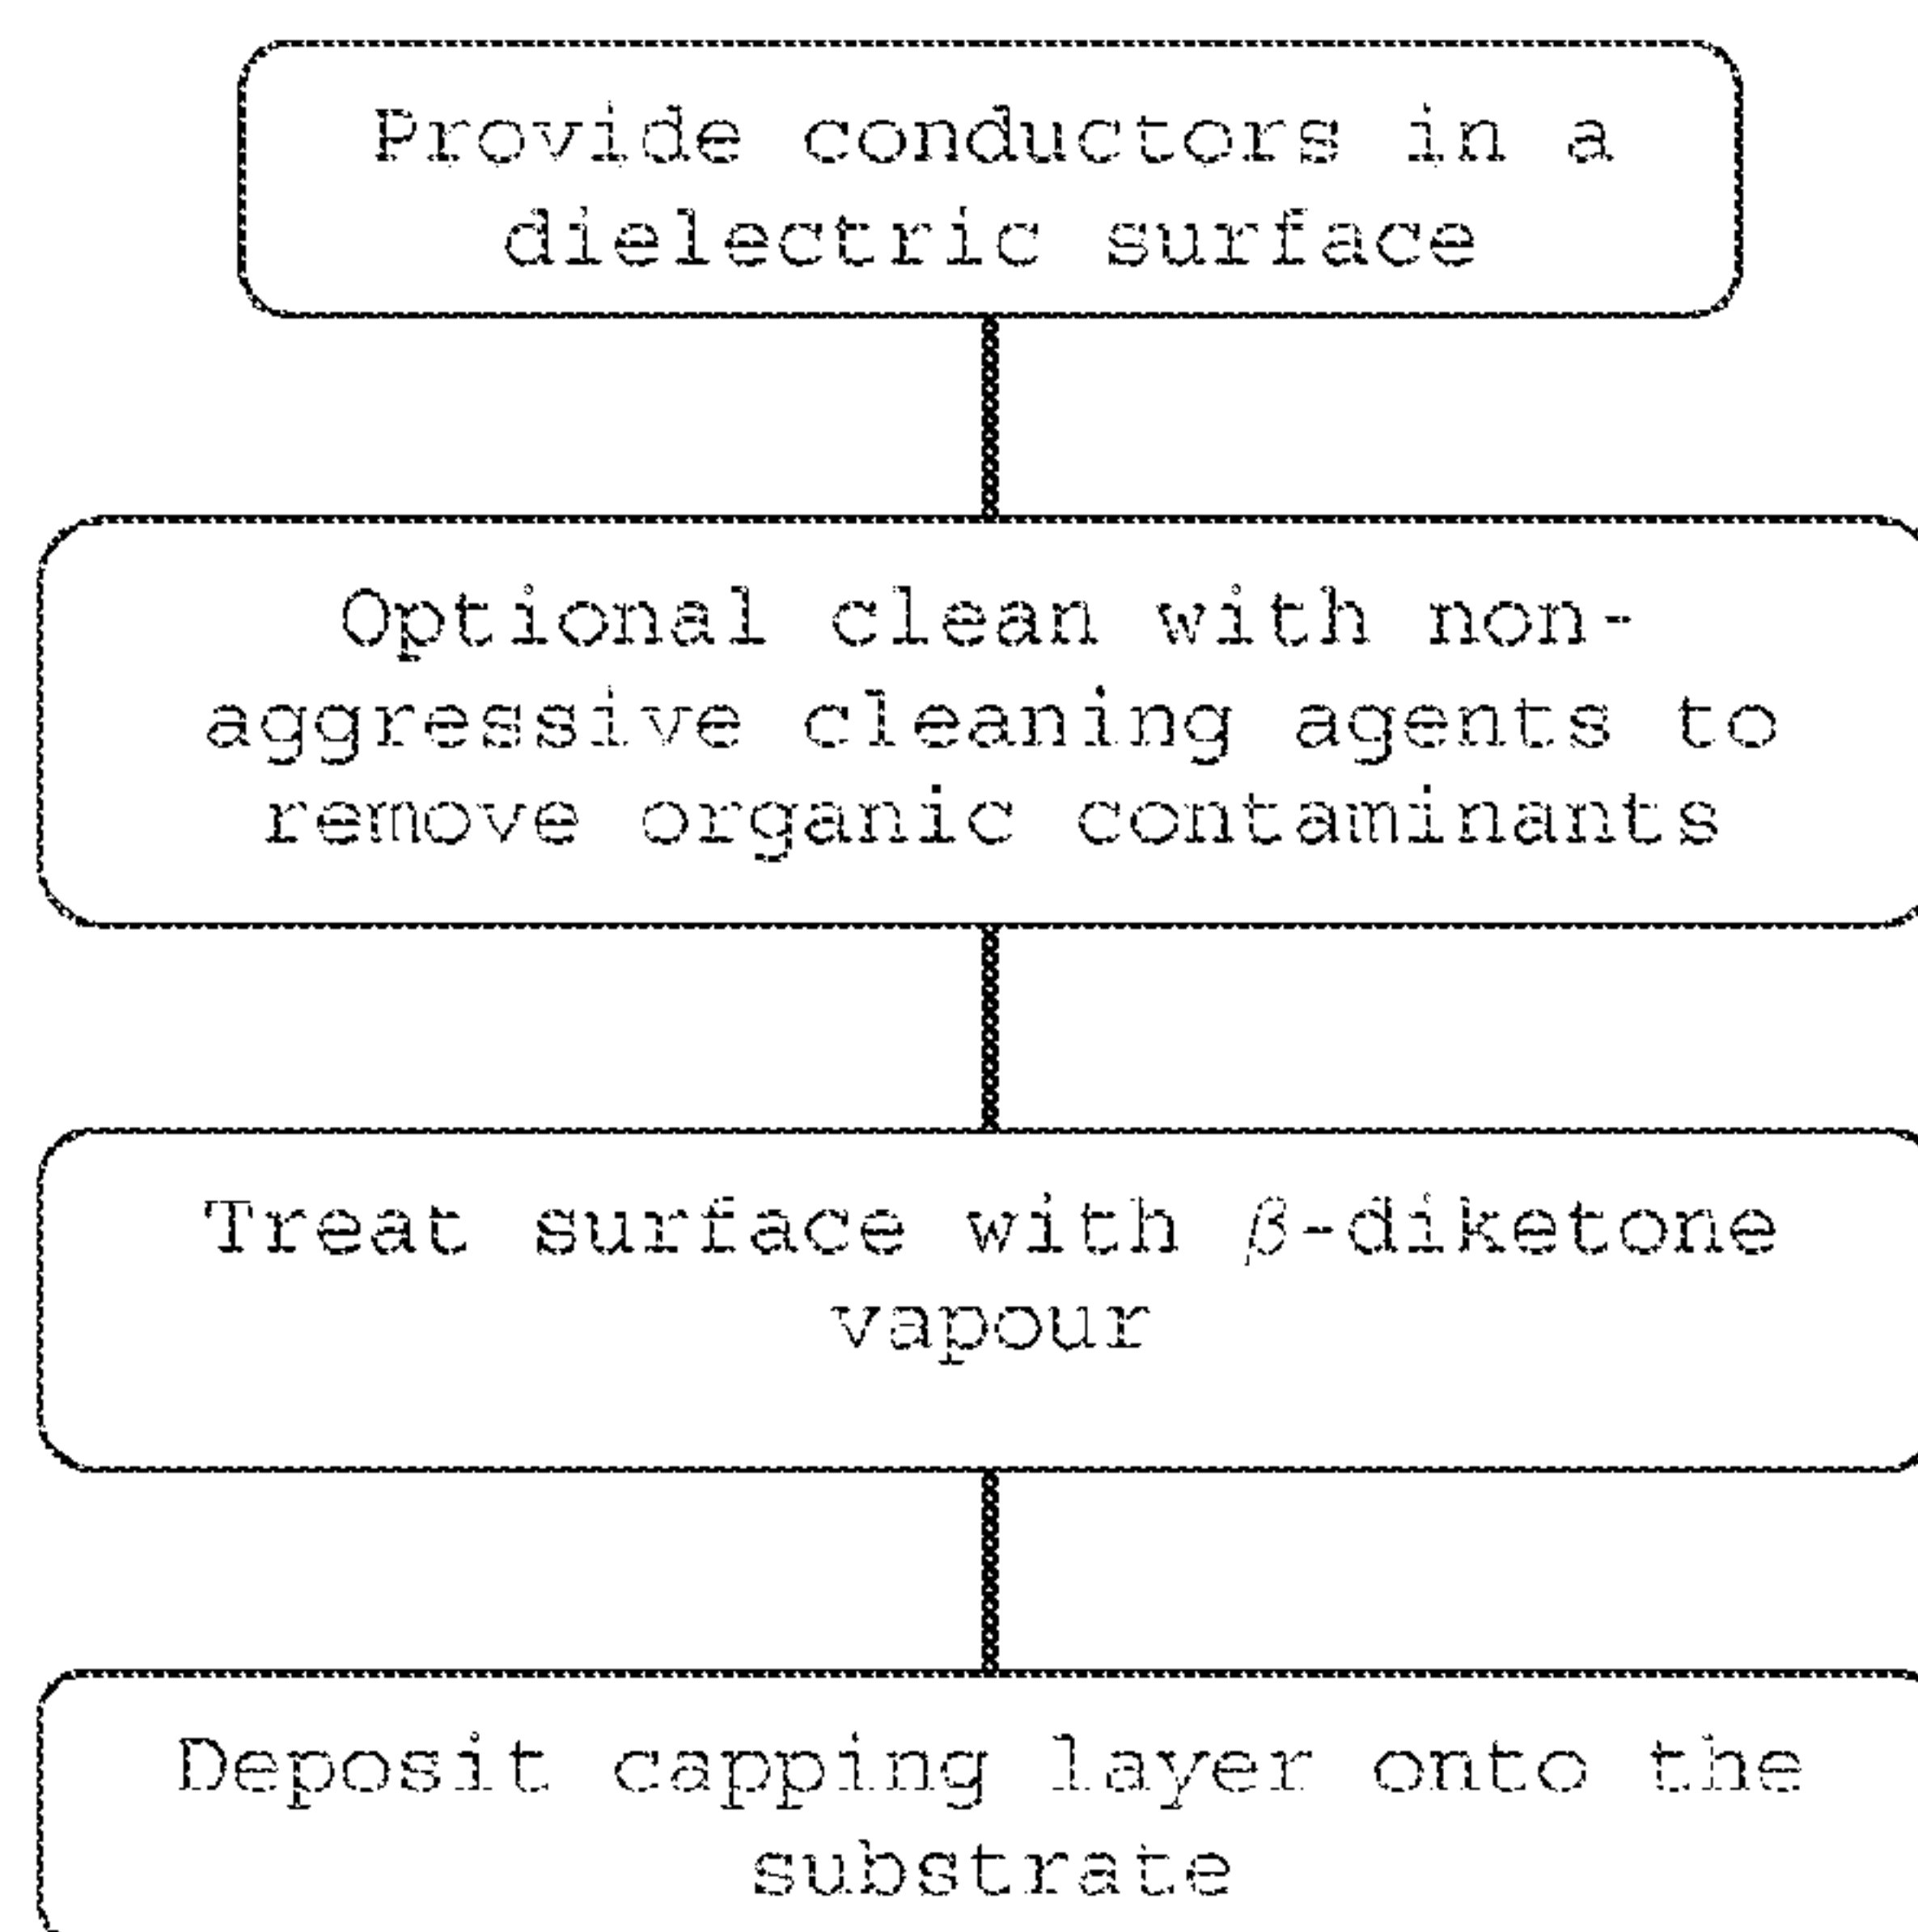 Provide conductors in a
dielectric surface
Optional clean with non-
aggressive cleaning agents to
remove organic contaminants
Treat surface with β-diketone
vapour
Deposit capping layer onto the
substrate